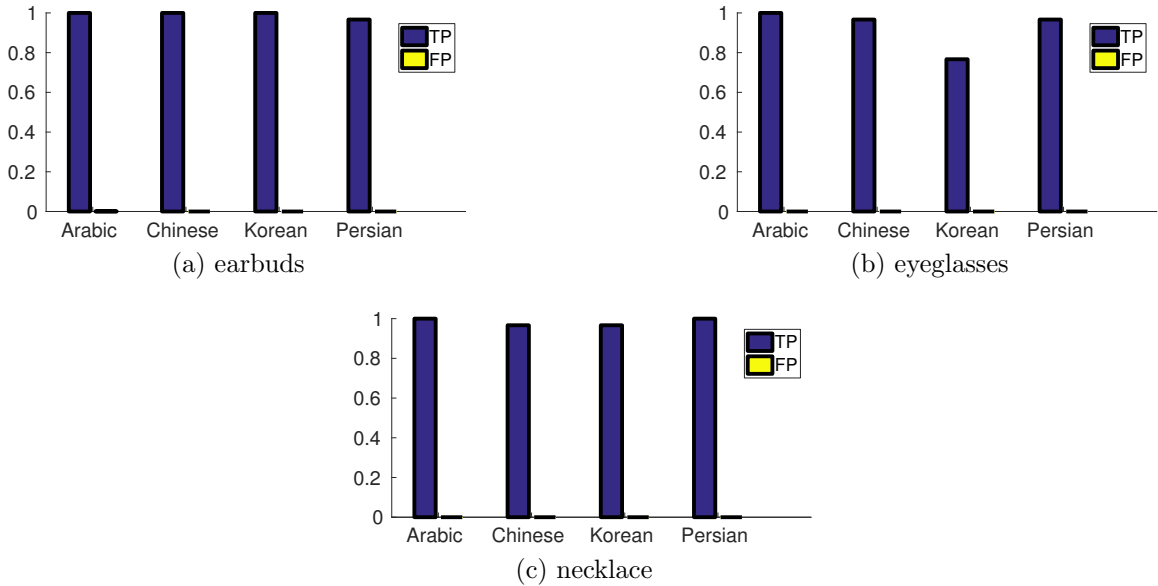 1
0.8
0.6
0.4
0.2
0
TP
FP
Arabic Chinese Korean Persian
(a) earbuds
1
0.8
0.6
0.4
0.2
0
TP
FP
Arabic Chinese Korean Persian
(b) eyeglasses
1
0.8
0.6
0.4
0.2
0
TP
FP
Arabic Chinese Korean Persian
(c) necklace